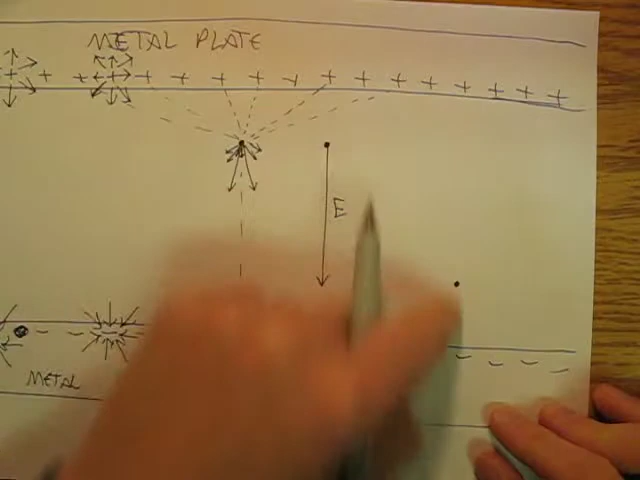 METAL PLATE
+ + + + + + + + + + + + + + + +
E
- - - - - -
METAL